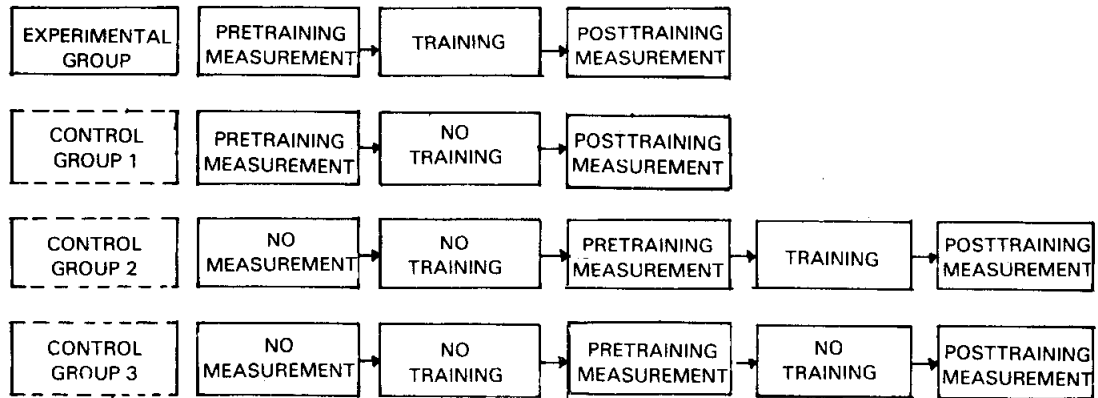 EXPERIMENTAL
GROUP
PRETRAINING
MEASUREMENT
TRAINING
POSTTRAINING
MEASUREMENT
CONTROL
GROUP 1
PRETRAINING
MEASUREMENT
NO
TRAINING
POSTTRAINING
MEASUREMENT
CONTROL
GROUP 2
NO
MEASUREMENT
NO
TRAINING
PRETRAINING
MEASUREMENT
TRAINING
POSTTRAINING
MEASUREMENT
CONTROL
GROUP 3
NO
MEASUREMENT
NO
TRAINING
PRETRAINING
MEASUREMENT
NO
TRAINING
POSTTRAINING
MEASUREMENT